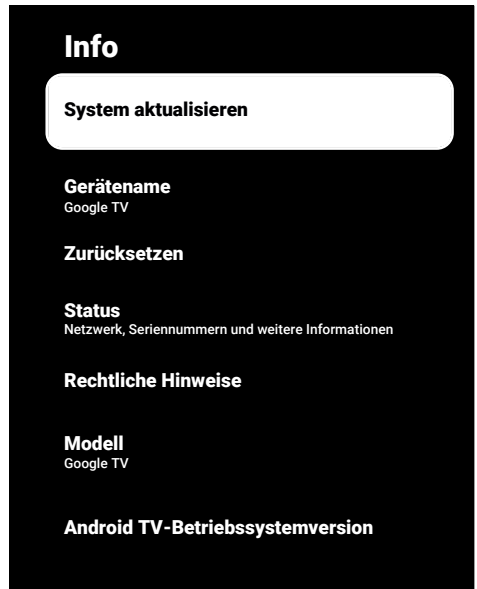 Info
System aktualisieren
Gerätename
Google TV
Zurücksetzen
Status
Netzwerk, Seriennummern und weitere Informationen
Rechtliche Hinweise
Modell
Google TV
Android TV-Betriebssystemversion